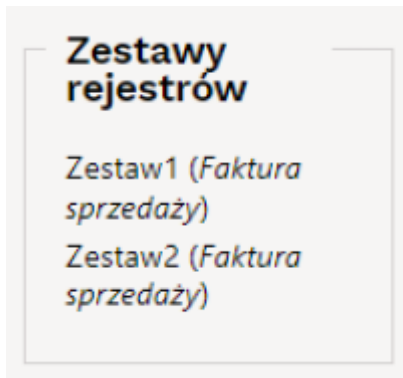 Zestawy
rejestrów
Zestaw1 (Faktura
sprzedaży)
Zestaw2 (Faktura
sprzedaży)